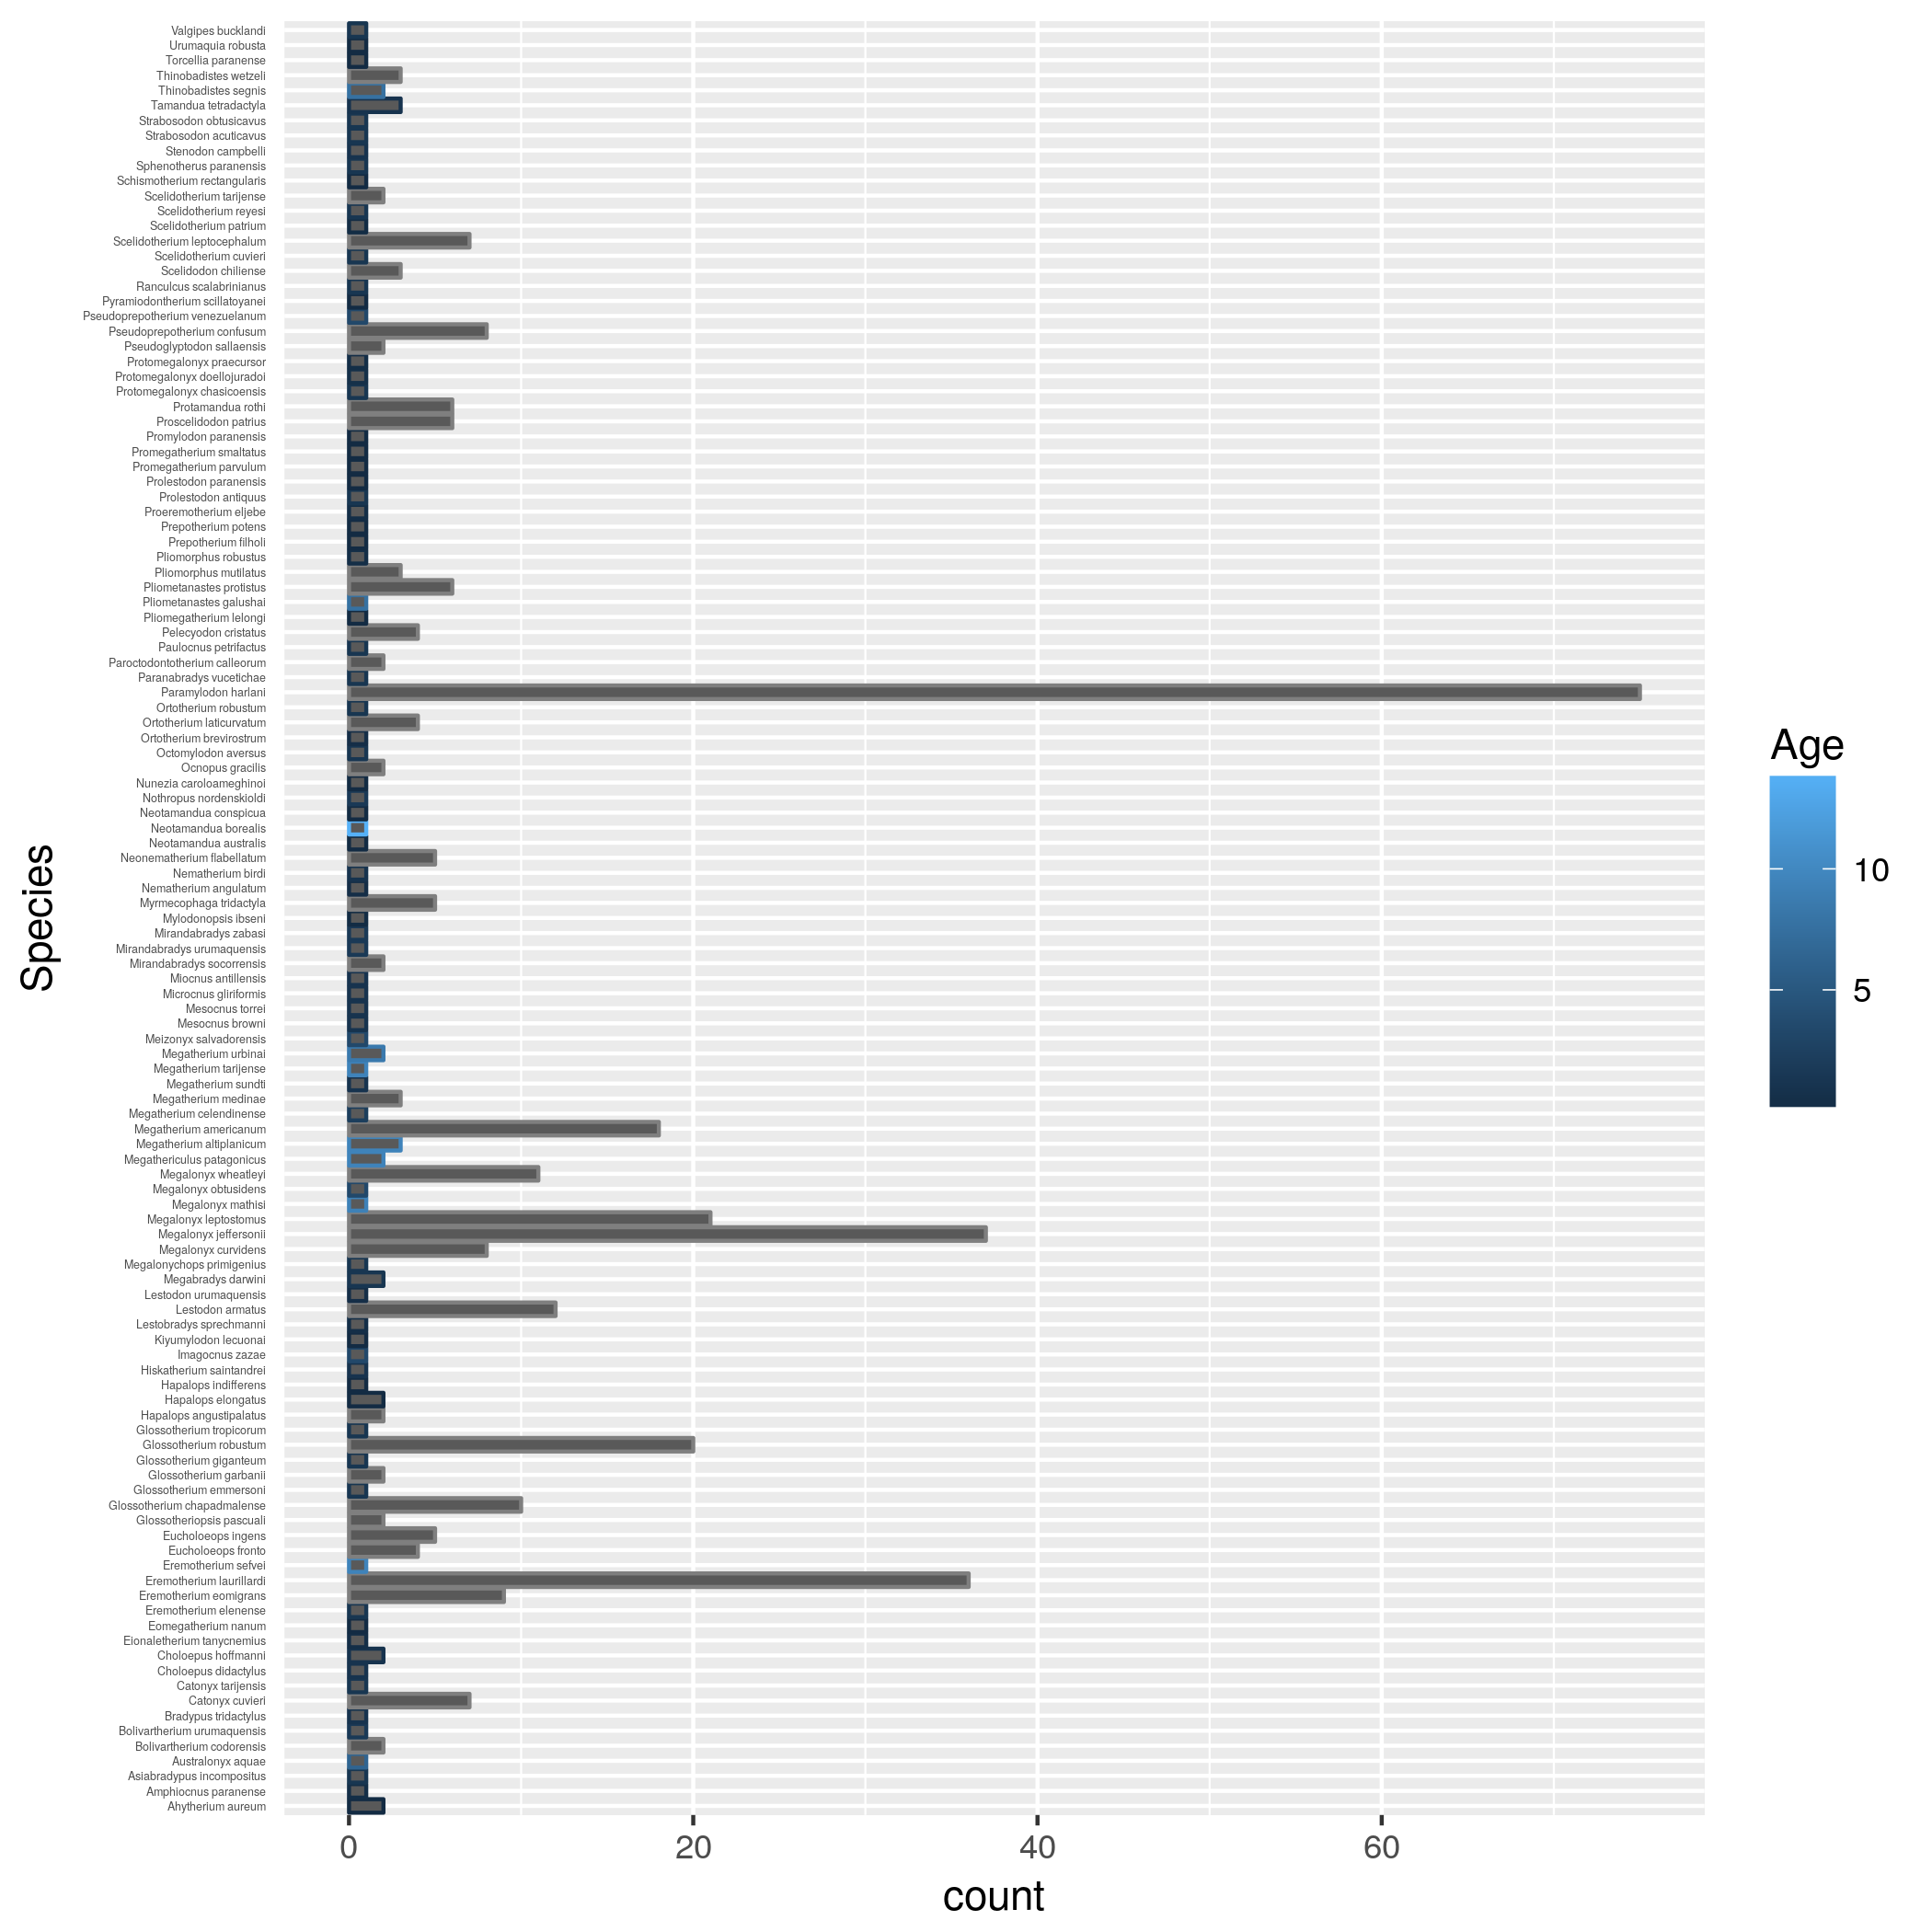 Valgipes bucklandi
Urumaquia robusta
Torcellia paranense
Thinobadistes wetzeli
Thinobadistes segnis
Tamandua tetradactyla
Strabosodon obtusicavus
Strabosodon acuticavus
Stenodon campbelli
Sphenotherus paranensis
Schismotherium rectangularis
Scelidotherium tarijense
Scelidotherium reyesi
Scelidotherium patrium
Scelidotherium leptocephalum
Scelidotherium cuvieri
Scelidodon chiliense
Ranculcus scalabrinianus
Pyramiodontherium scillatoyanei
Pseudoprepotherium venezuelanum
Pseudoprepotherium confusum
Pseudoglyptodon sallaensis
Protomegalonyx praecursor
Protomegalonyx doellojuradoi
Protomegalonyx chasicoensis
Protamandua rothi
Proscelidodon patrius
Promylodon paranensis
Promegatherium smaltatus
Promegatherium parvulum
Prolestodon paranensis
Prolestodon antiquus
Proeremotherium eljebe
Prepotherium potens
Prepotherium filholi
Pliomorphus robustus
Pliomorphus mutilatus
Pliometanastes protistus
Pliometanastes galushai
Pliomegatherium lelongi
Pelecyodon cristatus
Paulocnus petrifactus
Paroctodontotherium calleorum
Paranabradys vucetichae
Paramylodon harlani
Ortotherium robustum
Ortotherium laticurvatum
Ortotherium brevirostrum
Octomylodon aversus
Ocnopus gracilis
Nunezia caroloameghinoi
Nothropus nordenskioldi
Neotamandua conspicua
Neotamandua borealis
Neotamandua australis
Neonematherium flabellatum
Nematherium birdi
Nematherium angulatum
Myrmecophaga tridactyla
Mylodonopsis ibseni
Mirandabradys zabasi
Mirandabradys urumaquensis
Mirandabradys socorrensis
Miocnus antillensis
Microcnus gliriformis
Mesocnus torrei
Mesocnus browni
Meizonyx salvadorensis
Megatherium urbinai
Megatherium tarijense
Megatherium sundti
Megatherium medinae
Megatherium celendinense
Megatherium americanum
Megatherium altiplanicum
Megathericulus patagonicus
Megalonyx wheatleyi
Megalonyx obtusidens
Megalonyx mathisi
Megalonyx leptostomus
Megalonyx jeffersonii
Megalonyx curvidens
Megalonychops primigenius
Megabradys darwini
Lestodon urumaquensis
Lestodon armatus
Lestobradys sprechmanni
Kiyumylodon lecuonai
Imagocnus zazae
Hiskatherium saintandrei
Hapalops indifferens
Hapalops elongatus
Hapalops angustipalatus
Glossotherium tropicorum
Glossotherium robustum
Glossotherium giganteum
Glossotherium garbanii
Glossotherium emmersoni
Glossotherium chapadmalense
Glossotheriopsis pascuali
Eucholoeops ingens
Eucholoeops fronto
Eremotherium sefvei
Eremotherium laurillardi
Eremotherium eomigrans
Eremotherium elenense
Eomegatherium nanum
Eionaletherium tanycnemius
Choloepus hoffmanni
Choloepus didactylus
Catonyx tarijensis
Catonyx cuvieri
Bradypus tridactylus
Bolivartherium urumaquensis
Bolivartherium codorensis
Australonyx aquae
Asiabradypus incompositus
Amphiocnus paranense
Ahytherium aureum
Species
0 20 40 60
count
Age
10
5